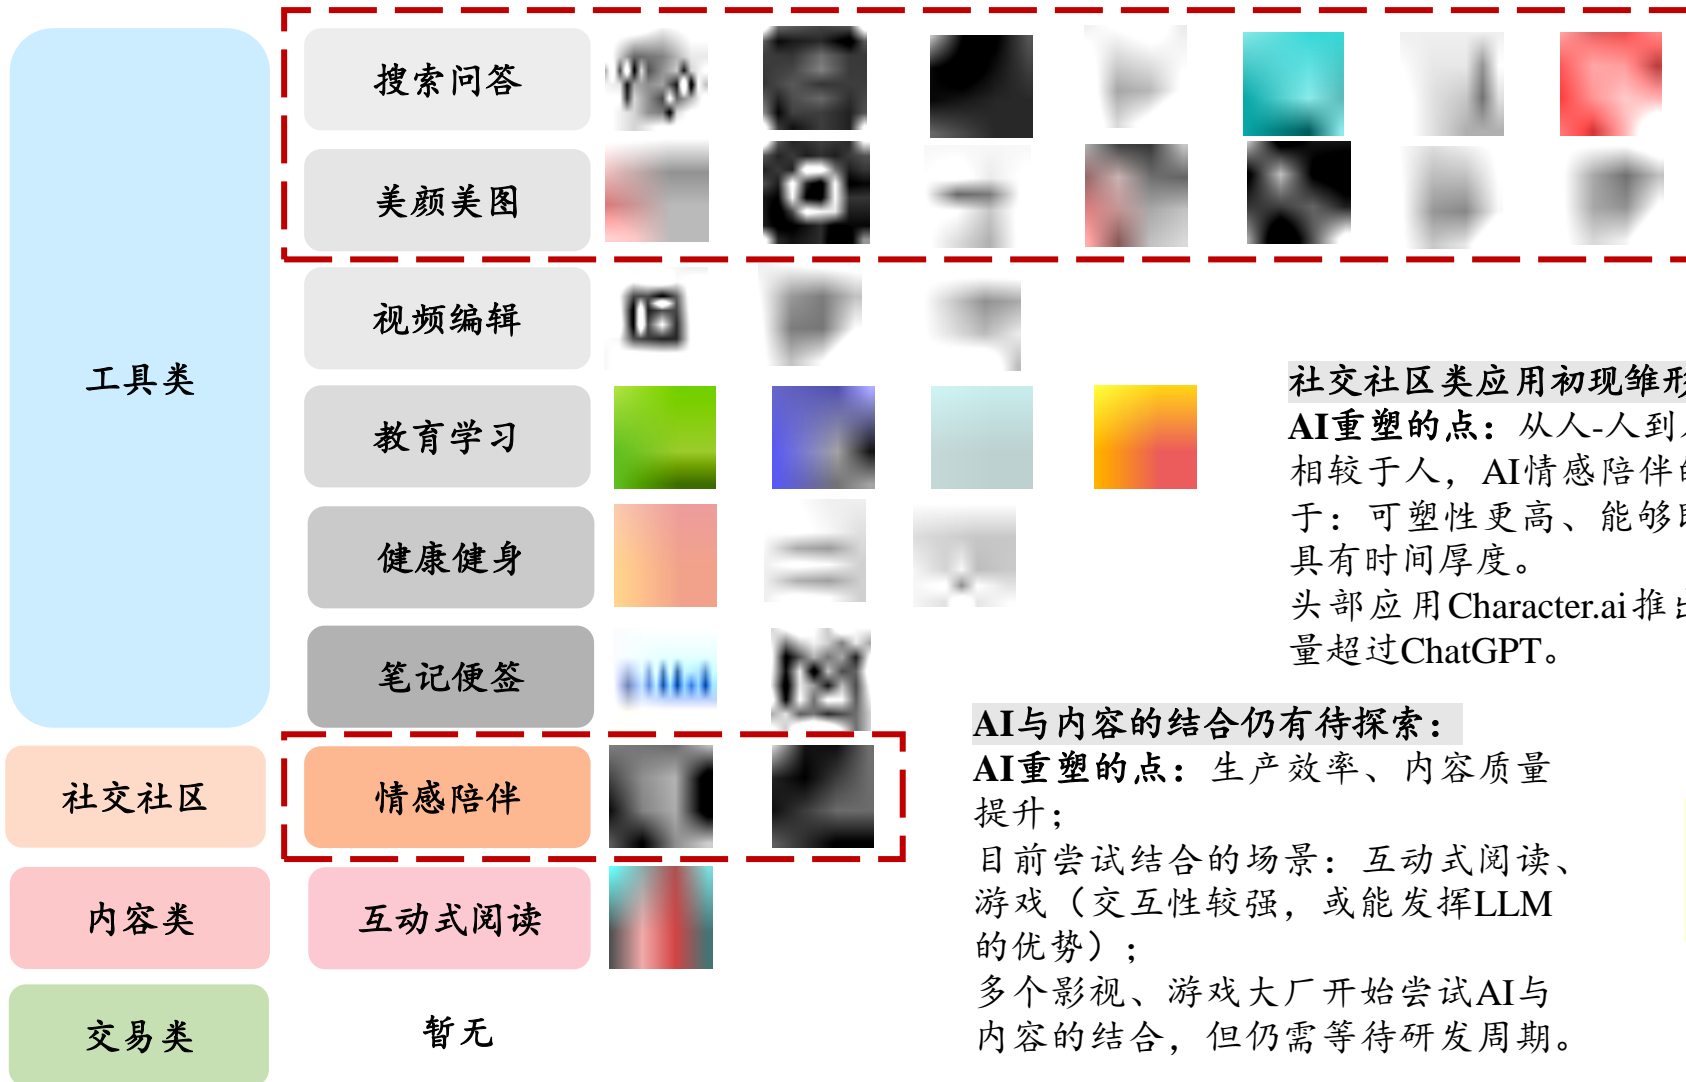 工具类
搜索问答
美颜美图
视频编辑
教育学习
健康健身
笔记便签
社交社区
情感陪伴
内容类
互动式阅读
交易类
暂无
社交社区类应用初现雏形
AI重塑的点：从人-人到
相较于人，AI情感陪伴的
于：可塑性更高、能够
具有时间厚度。
头部应用Character.ai推出
量超过ChatGPT。
AI与内容的结合仍有待探索：
AI重塑的点：生产效率、内容质量
提升；
目前尝试结合的场景：互动式阅读、
游戏（交互性较强，或能发挥LLM
的优势）；
多个影视、游戏大厂开始尝试AI与
内容的结合，但仍需等待研发周期。